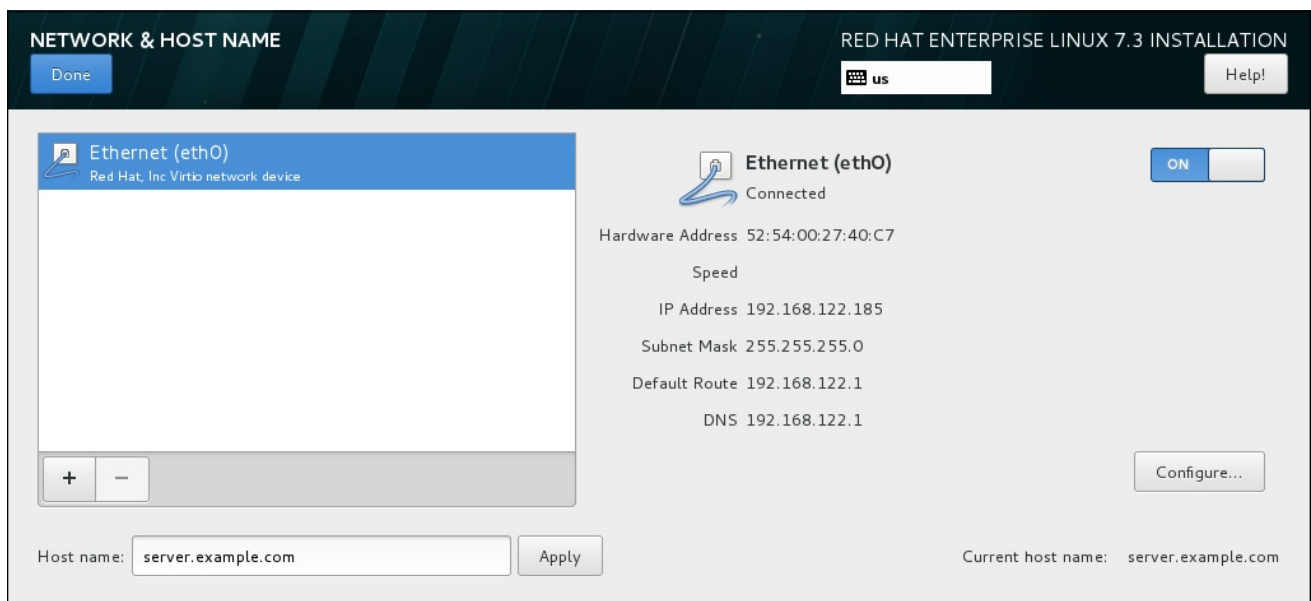 NETWORK & HOST NAME
Done
RED HAT ENTERPRISE LINUX 7.3 INSTALLATION
us
Help!
Ethernet (eth0)
Red Hat, Inc Virtio network device
+ −
Ethernet (eth0)
Connected
ON
Hardware Address 52:54:00:27:40:C7
Speed
IP Address 192.168.122.185
Subnet Mask 255.255.255.0
Default Route 192.168.122.1
DNS 192.168.122.1
Configure...
Host name: server.example.com Apply
Current host name: server.example.com